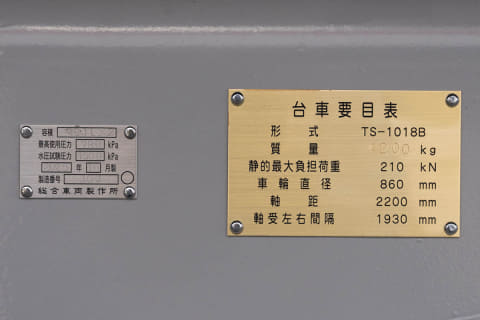 容積
最高使用圧力 kPa
水圧試験圧力 kPa
年 月製
製造番号
総合車両製作所
台車要目表
形式 TS-1018B
質量 kg
静的最大負担荷重 210 kN
車輪直径 860 mm
軸距 2200 mm
軸受左右間隔 1930 mm